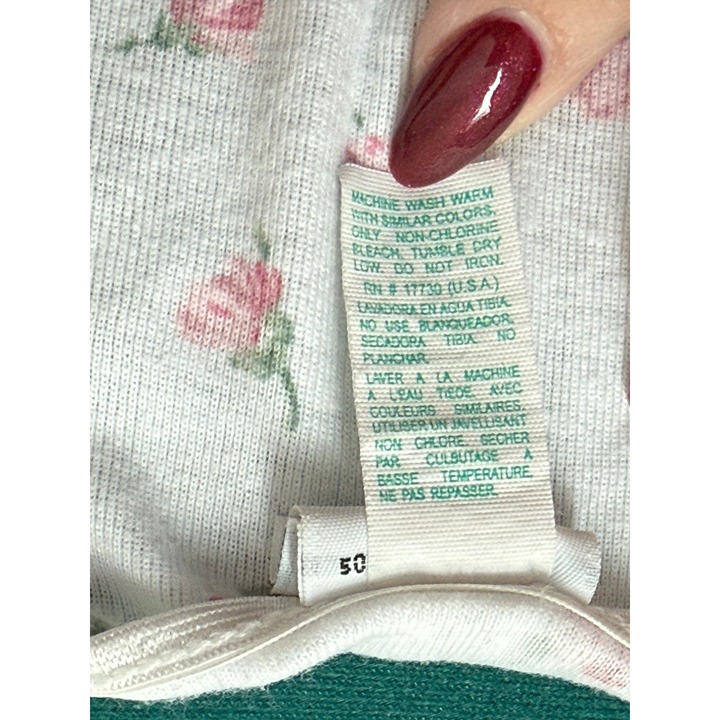 MACHINE WASH WARM
WITH SIMILAR COLORS,
ONLY NON-CHLORINE
BLEACH, TUMBLE DRY
LOW. DO NOT IRON.
RN # 17730 (U.S.A.)
LAVADORA EN AGUA TIBIA.
NO USE BLANQUEADOR,
SECADORA TIBIA NO
PLANCHAR.
LAVER A LA MACHINE
A L'EAU TIEDE, AVEC
COULEURS SIMILAIRES,
UTILISER UN JAVELLISANT
NON CHLORE, SECHER
PAR CULBUTAGE A
BASSE TEMPERATURE,
NE PAS REPASSER.
50